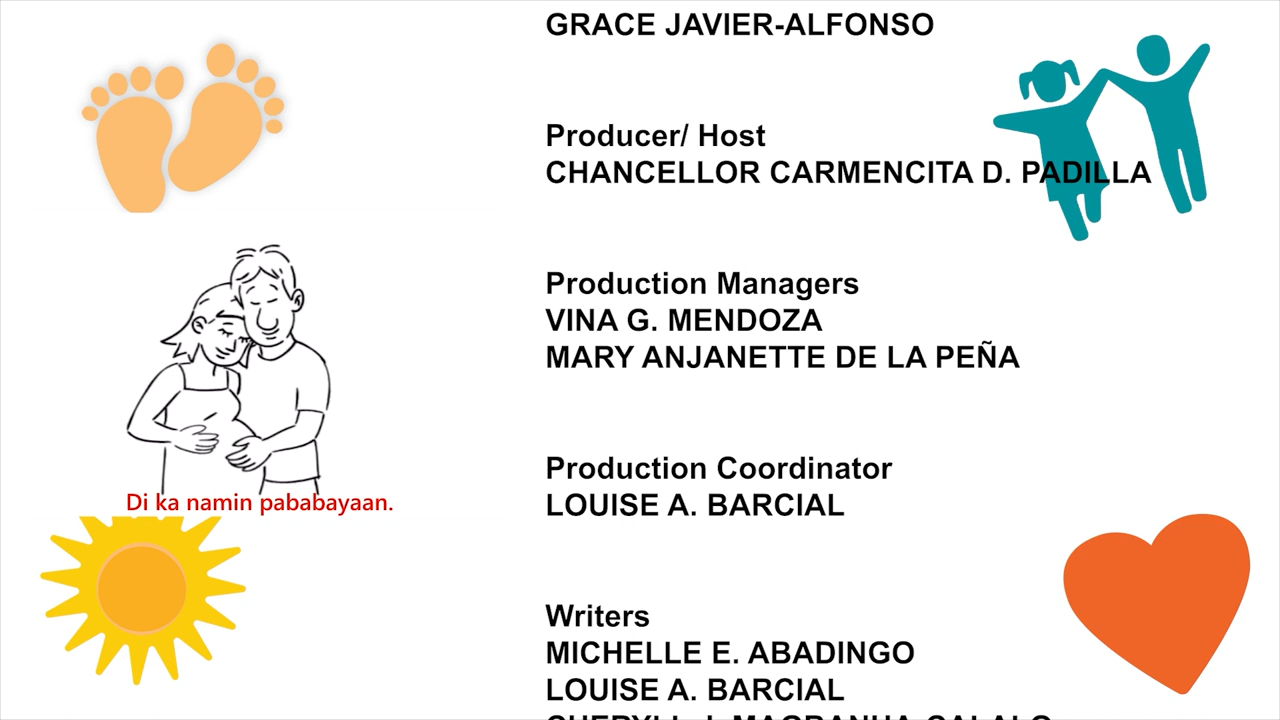 GRACE JAVIER-ALFONSO
Producer/ Host
CHANCELLOR CARMENCITA D. PADILLA
Production Managers
VINA G. MENDOZA
MARY ANJANETTE DE LA PEÑA
Production Coordinator
LOUISE A. BARCIAL
Di ka namin pababayaan.
Writers
MICHELLE E. ABADINGO
LOUISE A. BARCIAL